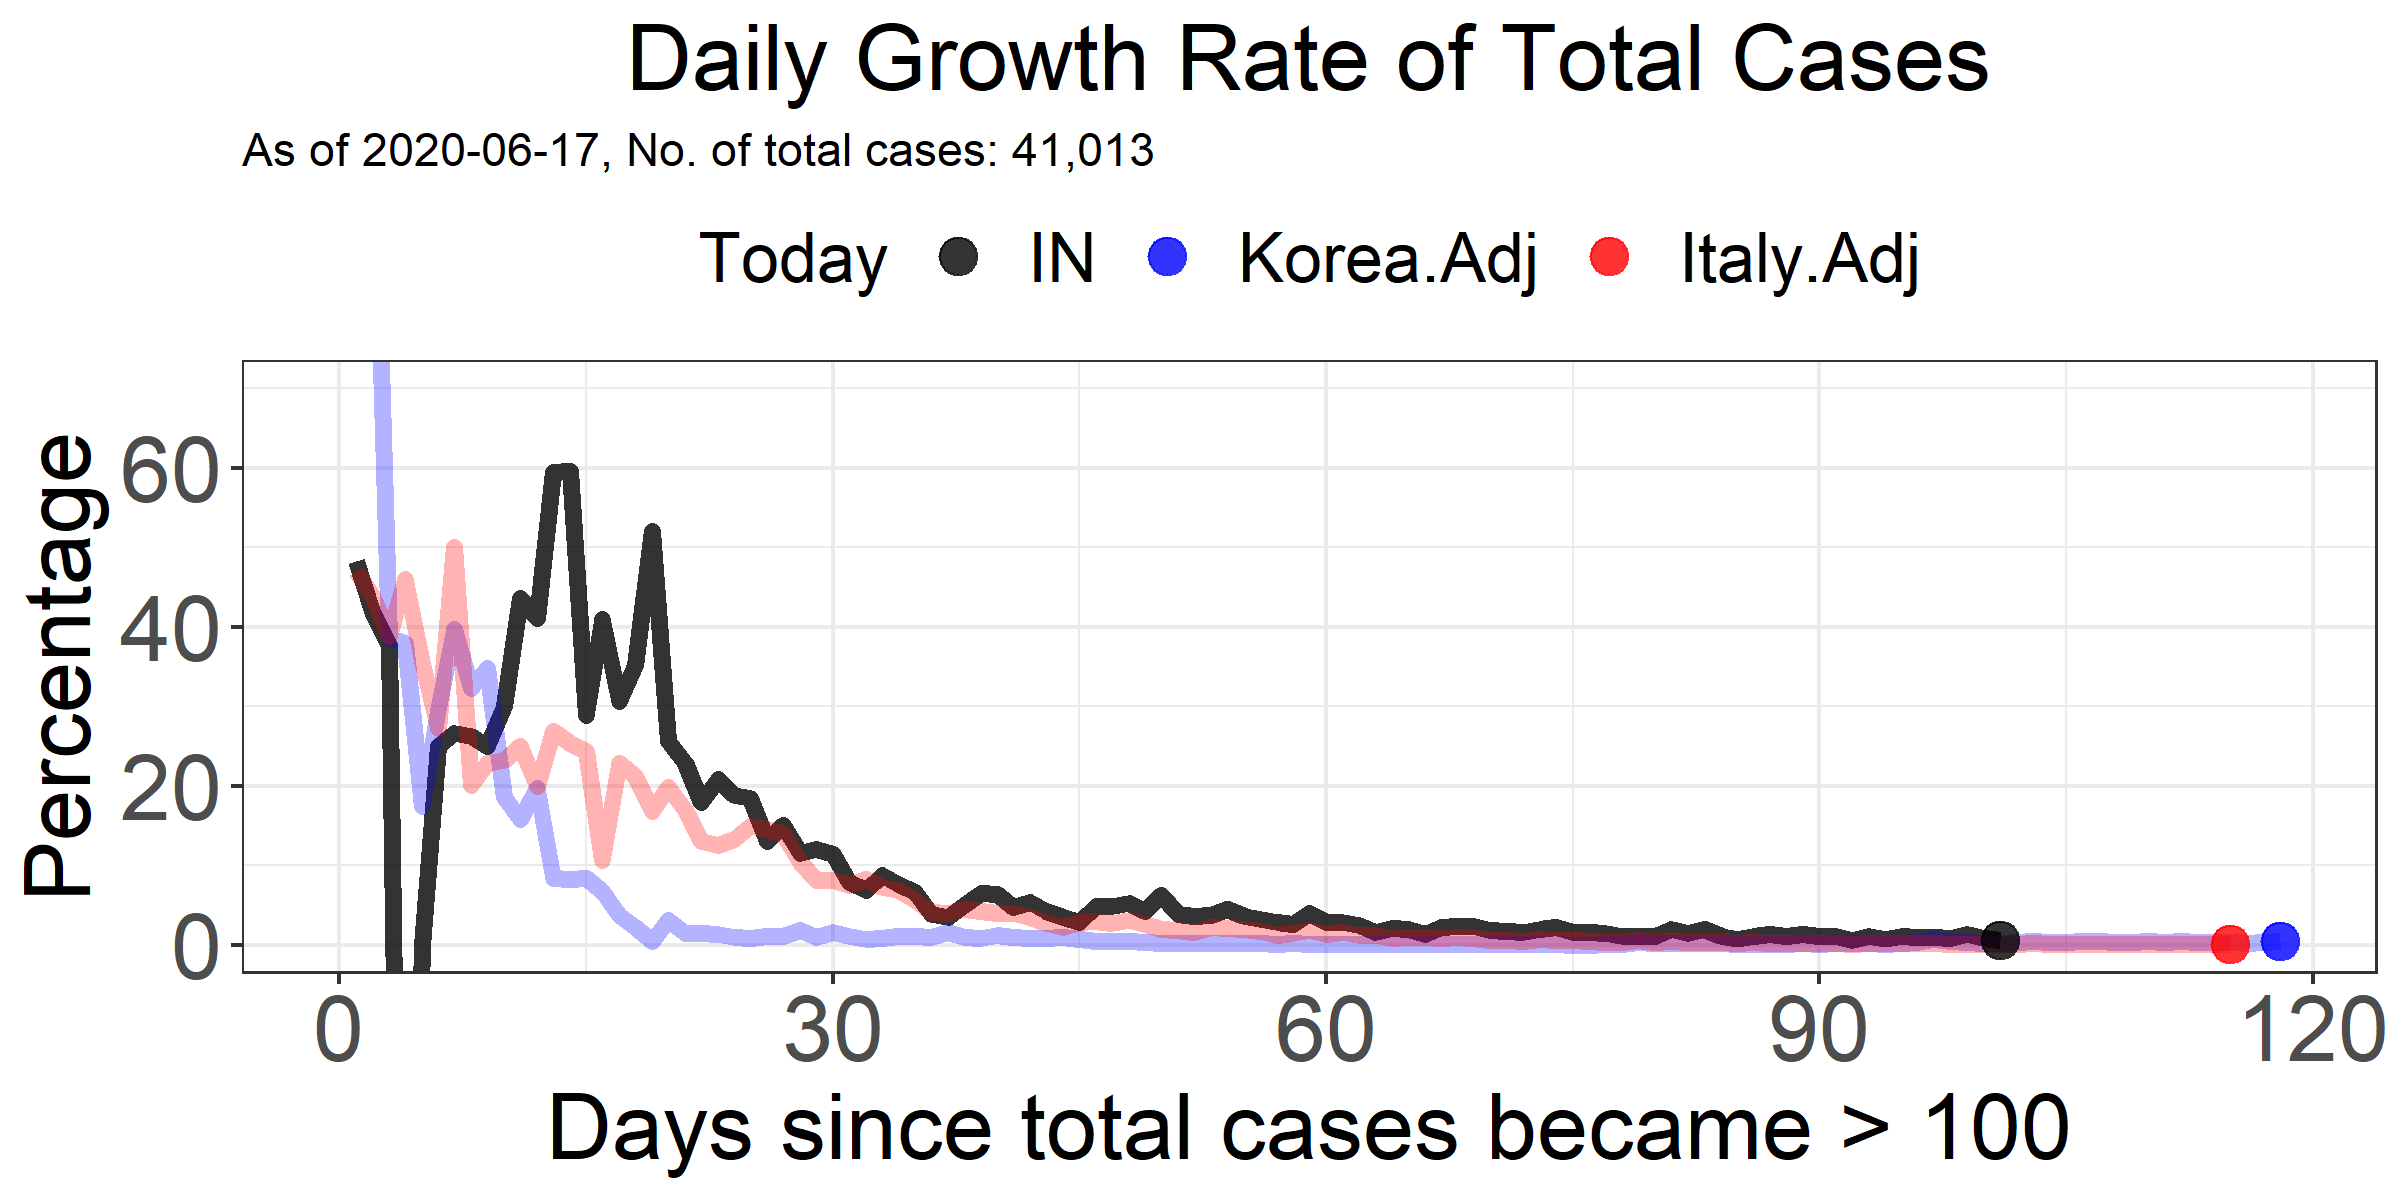 Daily Growth Rate of Total Cases
As of 2020-06-17, No. of total cases: 41,013
Today IN Korea.Adj Italy.Adj
Percentage
60
40
20
0
0 30 60 90 120
Days since total cases became > 100